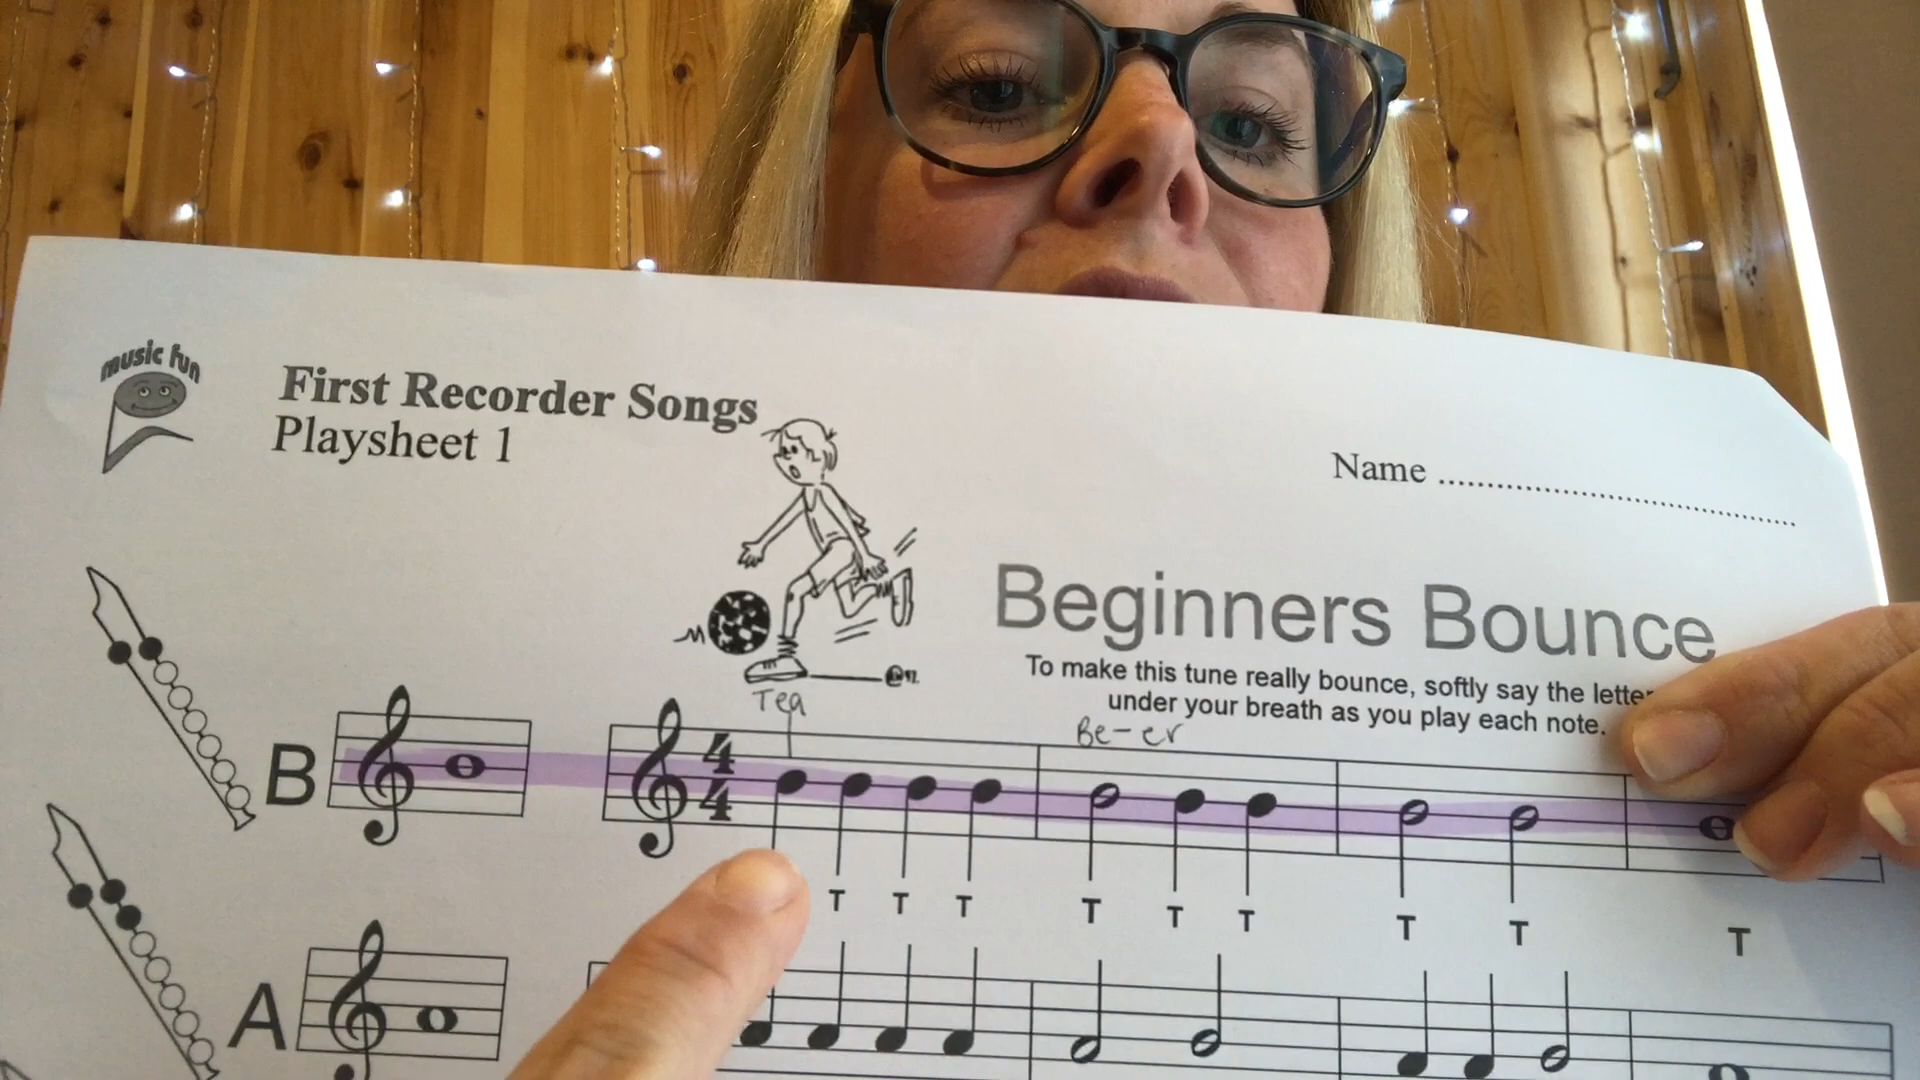 music fun
First Recorder Songs
Playsheet 1
Name
Beginners Bounce
To make this tune really bounce, softly say the letter
under your breath as you play each note.
Tea
Be-er
B
4
4
T T T T T T T T T
A